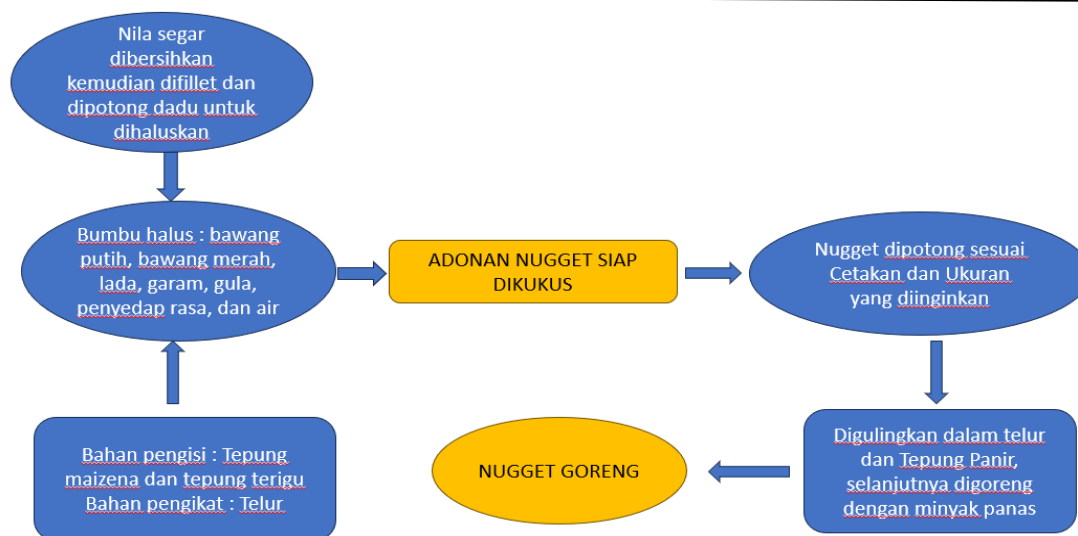 Nila segar
dibersihkan
kemudian difillet dan
dipotong dadu untuk
dihaluskan
Bumbu halus : bawang
putih, bawang merah,
lada, garam, gula,
penyedap rasa, dan air
ADONAN NUGGET SIAP
DIKUKUS
Nugget dipotong sesuai
Cetakan dan Ukuran
yang diinginkan
Bahan pengisi : Tepung
maizena dan tepung terigu
Bahan pengikat : Telur
NUGGET GORENG
Digulingkan dalam telur
dan Tepung Panir,
selanjutnya digoreng
dengan minyak panas